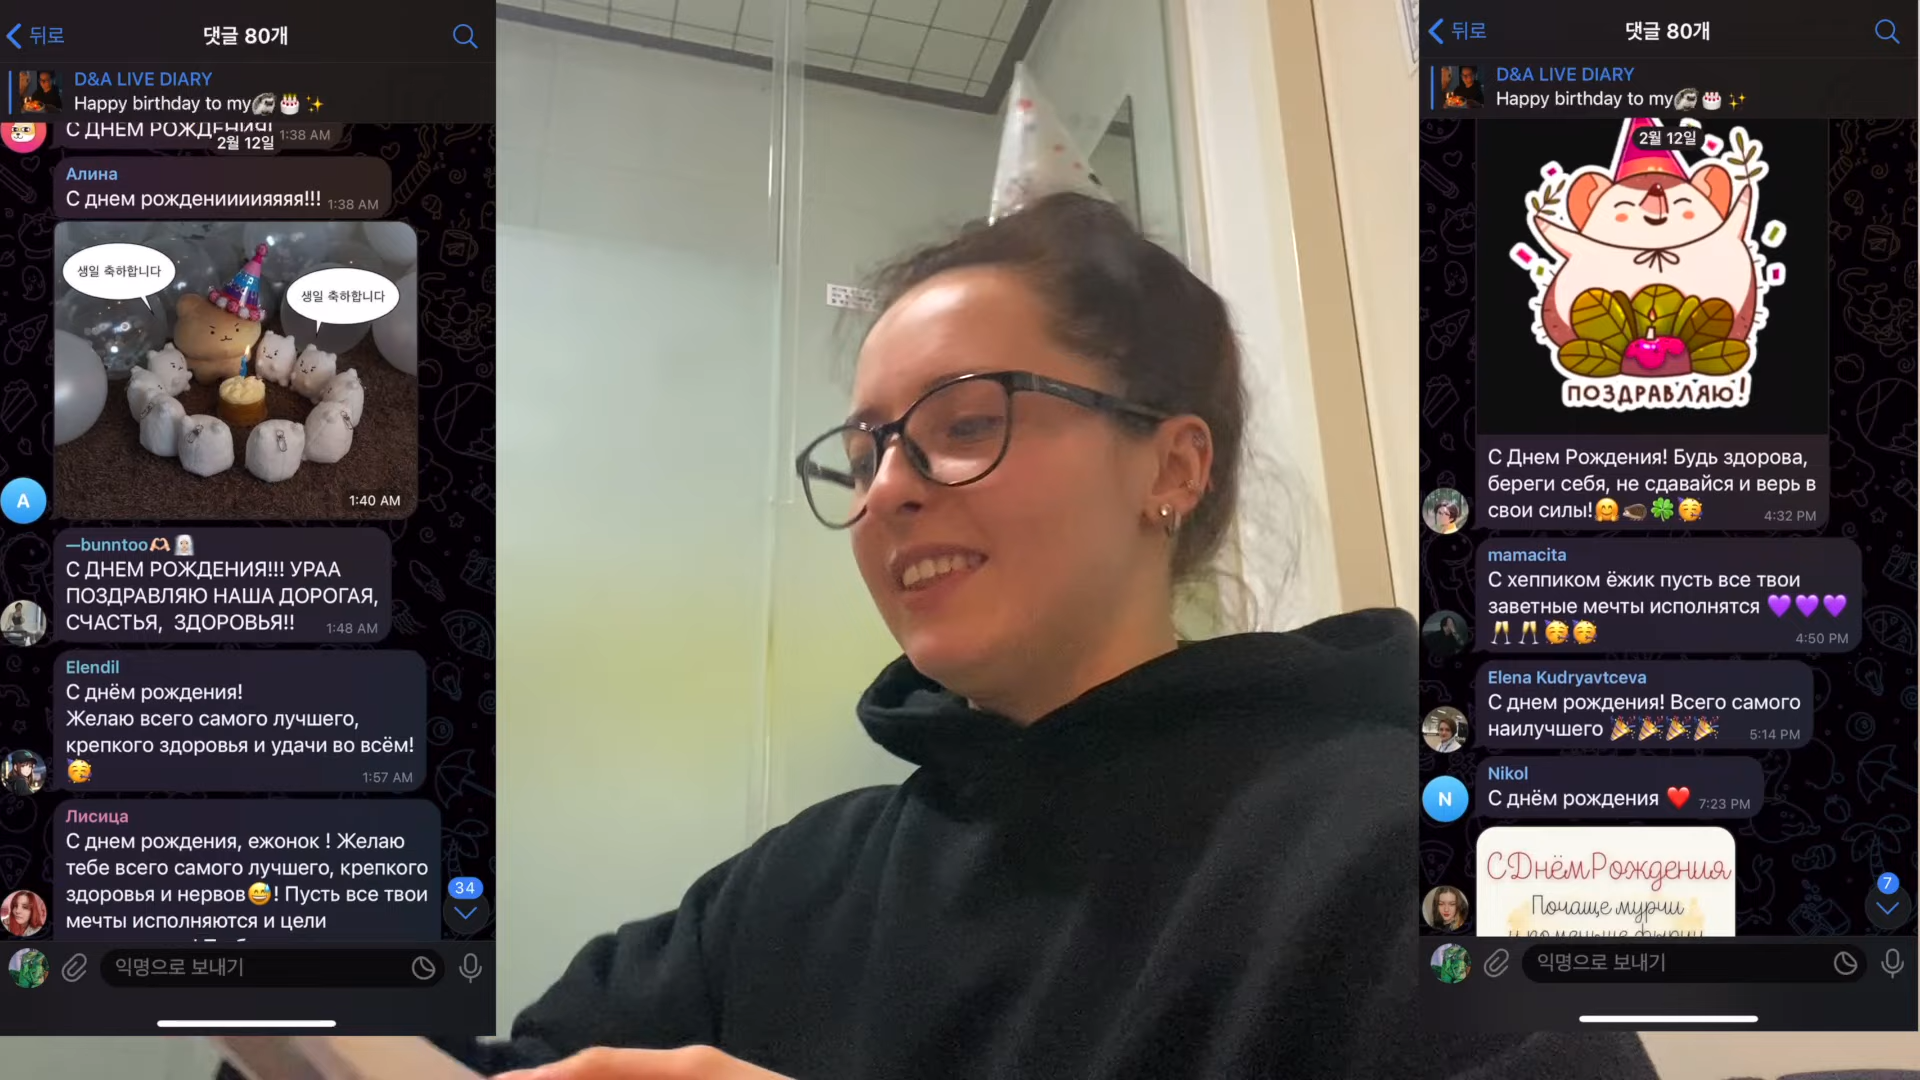 뒤로
댓글 80개
D&A LIVE DIARY
Happy birthday to my🦔🎂✨
С ДНЕМ РОЖДЕНИЯ! 1:38 AM
2월 12일
Алина
С днем рождениииияяяя!!! 1:38 AM
생일 축하합니다
생일 축하합니다
1:40 AM
A
—bunntoo🫶🏻👰🏻
С ДНЕМ РОЖДЕНИЯ!!! УРАА
ПОЗДРАВЛЯЮ НАША ДОРОГАЯ,
СЧАСТЬЯ, ЗДОРОВЬЯ!! 1:48 AM
Elendil
С днём рождения!
Желаю всего самого лучшего,
крепкого здоровья и удачи во всём!
🥳 1:57 AM
Лисица
С днем рождения, ежонок ! Желаю
тебе всего самого лучшего, крепкого
здоровья и нервов😅! Пусть все твои
мечты исполняются и цели
34
익명으로 보내기
뒤로
댓글 80개
D&A LIVE DIARY
Happy birthday to my🦔🎂✨
2월 12일
ПОЗДРАВЛЯЮ!
С Днем Рождения! Будь здорова,
береги себя, не сдавайся и верь в
свои силы!🤗🦔🍀🥳 4:32 PM
mamacita
С хеппиком ёжик пусть все твои
заветные мечты исполнятся 💜💜💜
🥂🥂🥳🥳 4:50 PM
Elena Kudryavtceva
С днем рождения! Всего самого
наилучшего 🎉🎉🎉🎉 5:14 PM
Nikol
N
С днём рождения ❤️ 7:23 PM
С Днём Рождения
Почаще мурчи
7
익명으로 보내기